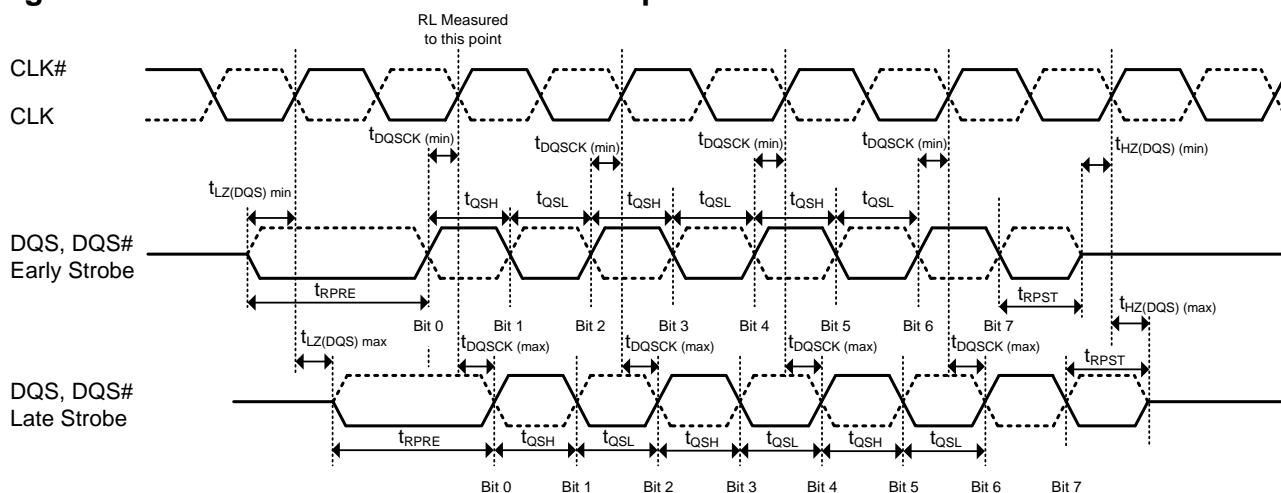 RL Measured
to this point
CLK#
CLK
tDQSCK (min) tDQSCK (min) tDQSCK (min) tDQSCK (min) tHZ(DQS) (min)
tLZ(DQS) min
tQSH tQSL tQSH tQSL tQSH tQSL
DQS, DQS#
Early Strobe
tRPRE tRPST tHZ(DQS) (max)
Bit 0 Bit 1 Bit 2 Bit 3 Bit 4 Bit 5 Bit 6 Bit 7
tLZ(DQS) max tDQSCK (max) tDQSCK (max) tDQSCK (max) tDQSCK (max) tRPST
DQS, DQS#
Late Strobe
tRPRE tQSH tQSL tQSH tQSL tQSH tQSL
Bit 0 Bit 1 Bit 2 Bit 3 Bit 4 Bit 5 Bit 6 Bit 7